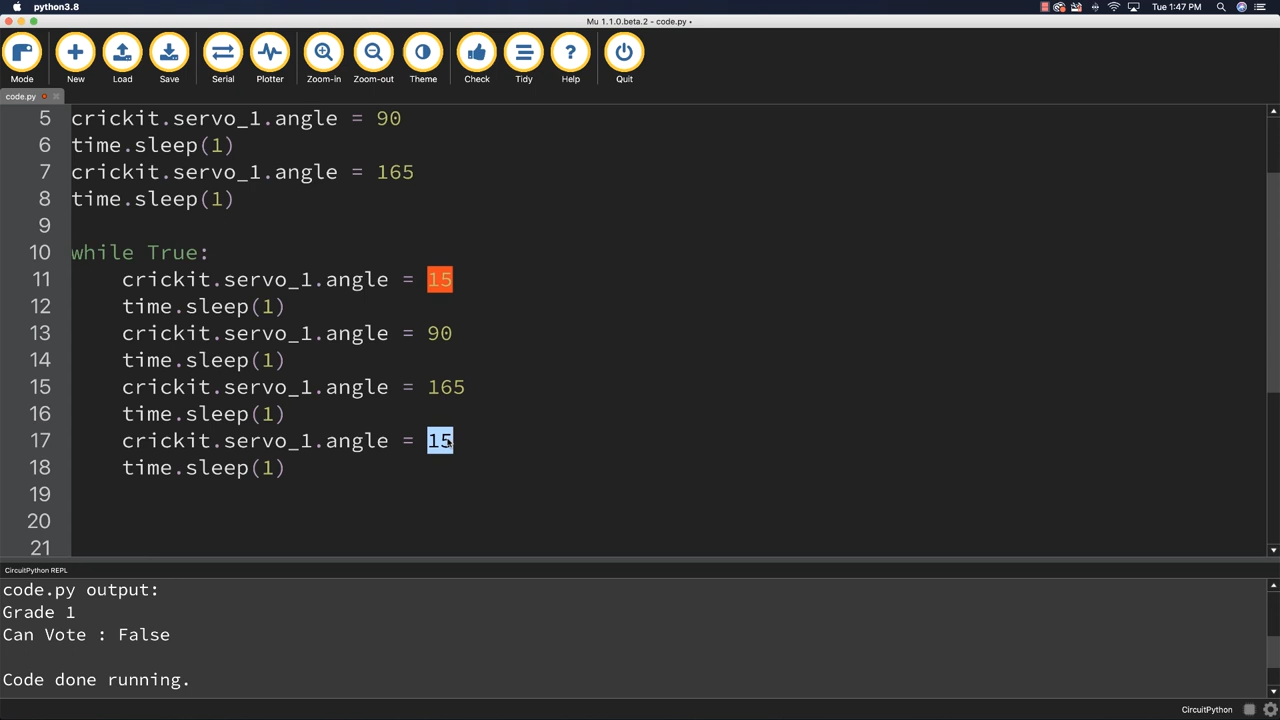 python3.8
Tue 1:47 PM
Mu 1.1.0.beta.2 - code.py •
Mode New Load Save Serial Plotter Zoom-in Zoom-out Theme Check Tidy Help Quit
code.py
5 crickit.servo_1.angle = 90
6 time.sleep(1)
7 crickit.servo_1.angle = 165
8 time.sleep(1)
9
10 while True:
11 crickit.servo_1.angle = 15
12 time.sleep(1)
13 crickit.servo_1.angle = 90
14 time.sleep(1)
15 crickit.servo_1.angle = 165
16 time.sleep(1)
17 crickit.servo_1.angle = 15
18 time.sleep(1)
19
20
21
CircuitPython REPL
code.py output:
Grade 1
Can Vote : False
Code done running.
CircuitPython